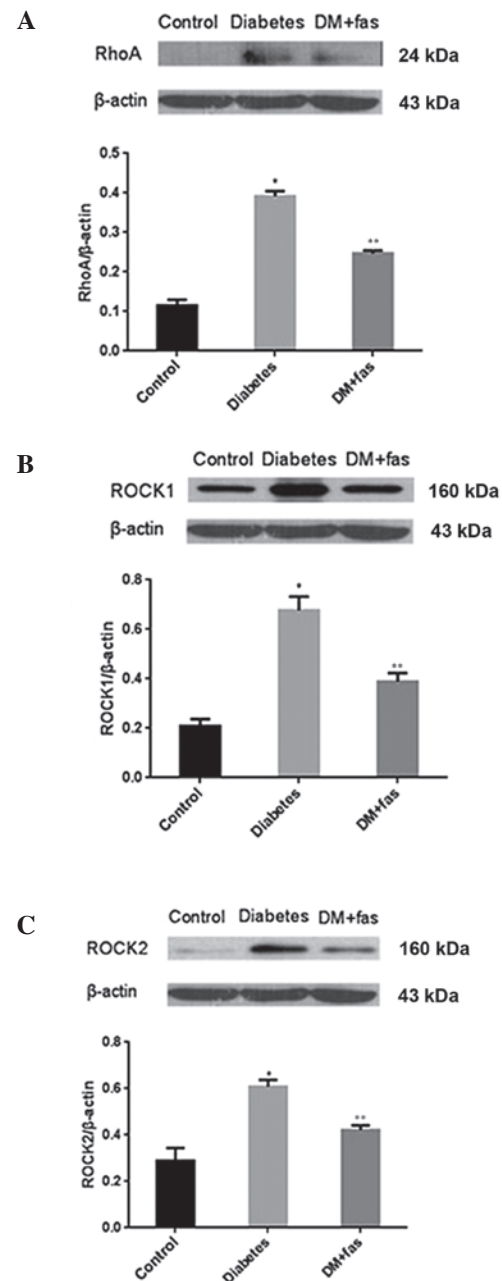 A
Control Diabetes DM+fas
RhoA 24 kDa
β-actin 43 kDa
RhoA/β-actin
0.5
0.4
0.3
0.2
0.1
0.0
*
**
Control
Diabetes
DM+fas
B
Control Diabetes DM+fas
ROCK1 160 kDa
β-actin 43 kDa
ROCK1/β-actin
0.8
0.6
0.4
0.2
0.0
*
**
Control
Diabetes
DM+fas
C
Control Diabetes DM+fas
ROCK2 160 kDa
β-actin 43 kDa
ROCK2/β-actin
0.8
0.6
0.4
0.2
0.0
*
**
Control
Diabetes
DM+fas